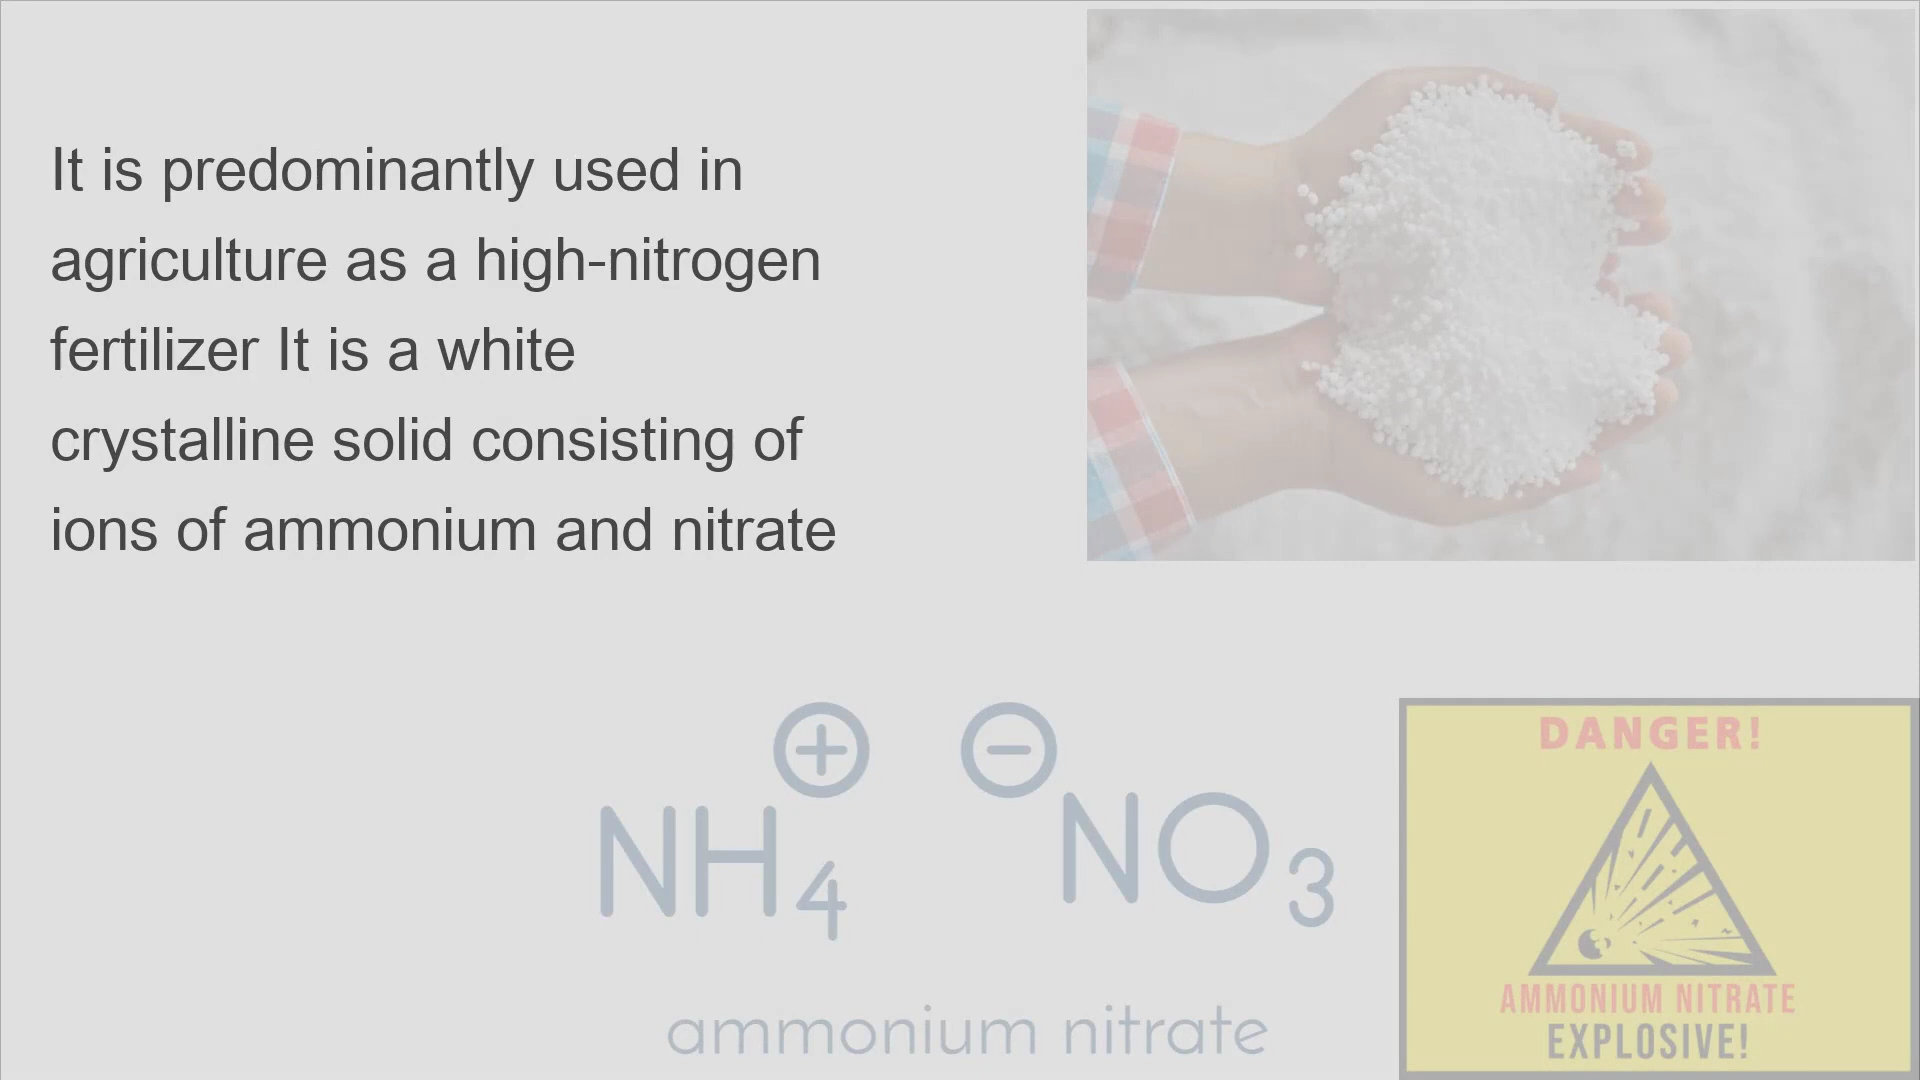 It is predominantly used in
agriculture as a high-nitrogen
fertilizer It is a white
crystalline solid consisting of
ions of ammonium and nitrate
NH4+ -NO3
ammonium nitrate
DANGER!
AMMONIUM NITRATE
EXPLOSIVE!